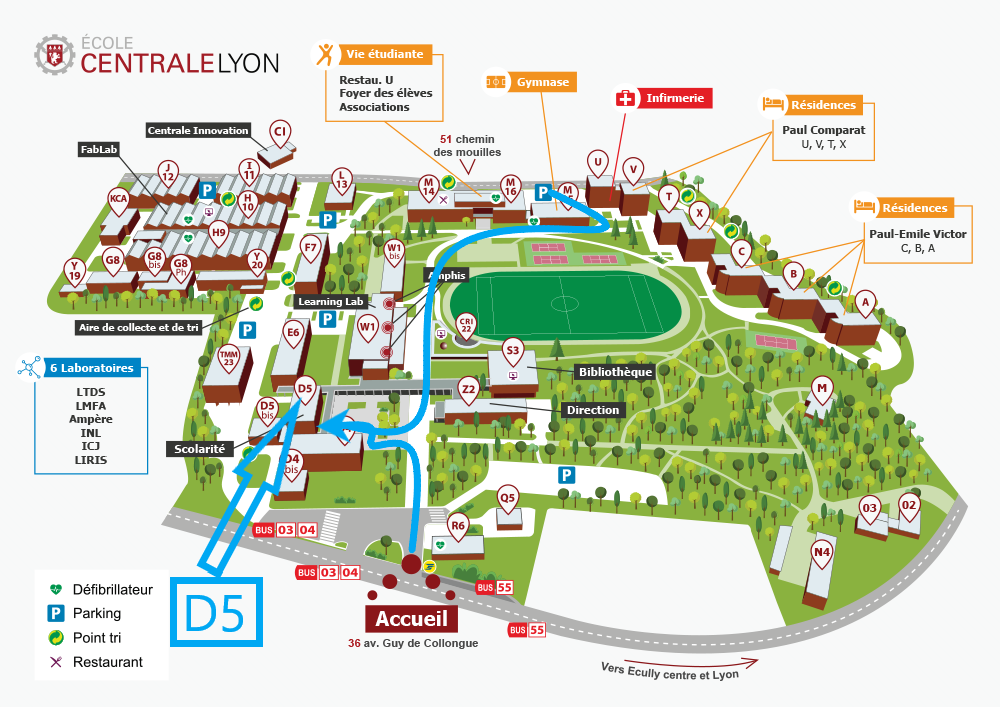 ÉCOLE
CENTRALELYON
Vie étudiante
Restau. U
Foyer des élèves
Associations
Gymnase
Infirmerie
Résidences
Paul Comparat
U, V, T, X
Résidences
Paul-Emile Victor
C, B, A
Centrale Innovation
CI
FabLab
51 chemin
des mouilles
J
12
I
11
L
13
M
14
M
16
M
U
V
KCA
H
10
T
X
P
P
P
H9
F7
W1
bis
C
B
A
Y
19
G8
G8
bis
G8
Ph
Y
20
Amphis
Learning Lab
Aire de collecte et de tri
P
P
E6
W1
CRI
22
S3
TMM
23
Bibliothèque
6 Laboratoires
LTDS
LMFA
Ampère
INL
ICJ
LIRIS
D5
D5
bis
Z2
Direction
M
Scolarité
D4
bis
P
Q5
R6
03
02
N4
BUS 03 04
BUS 03 04
BUS 55
BUS 55
Défibrillateur
P Parking
Point tri
Restaurant
D5
Accueil
36 av. Guy de Collongue
Vers Ecully centre et Lyon